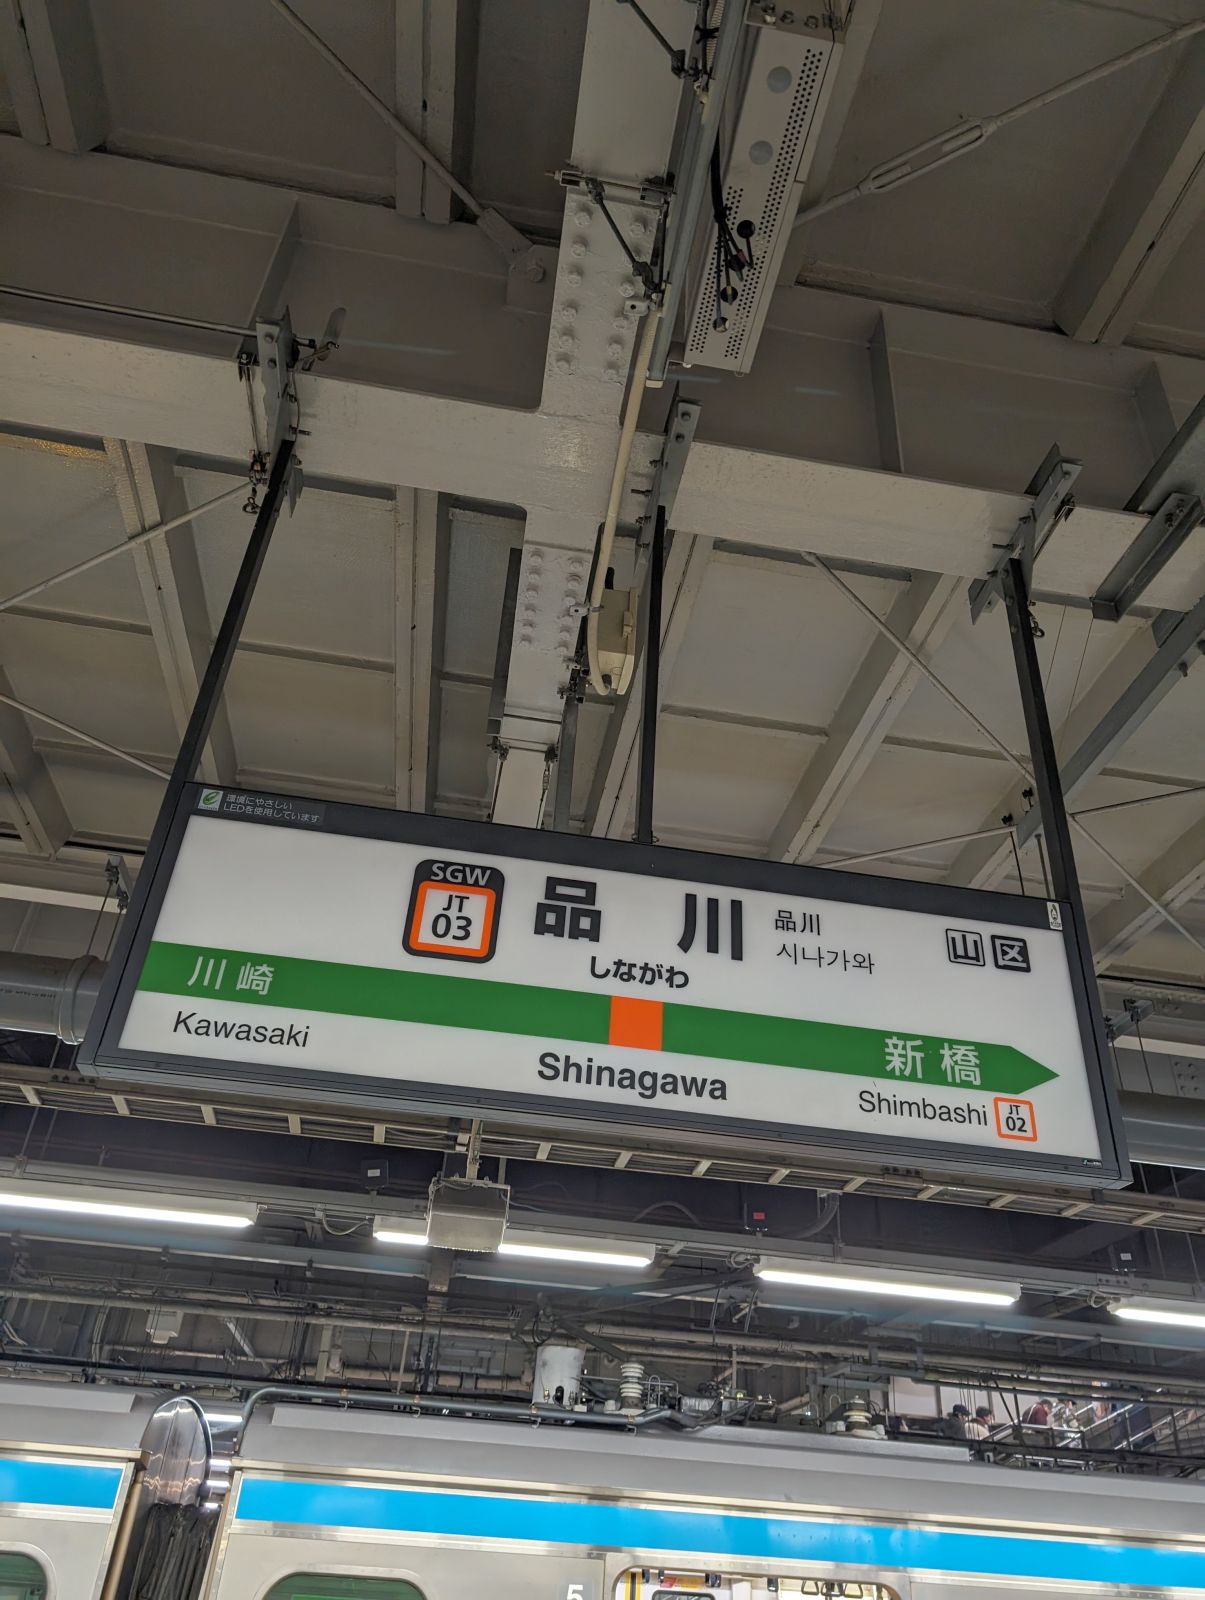 環境にやさしい
LEDを使用しています
SGW
JT
03
品川
しながわ
品川
시나가와
山 区
川崎
Kawasaki
Shinagawa
新橋
Shimbashi
JT
02
5